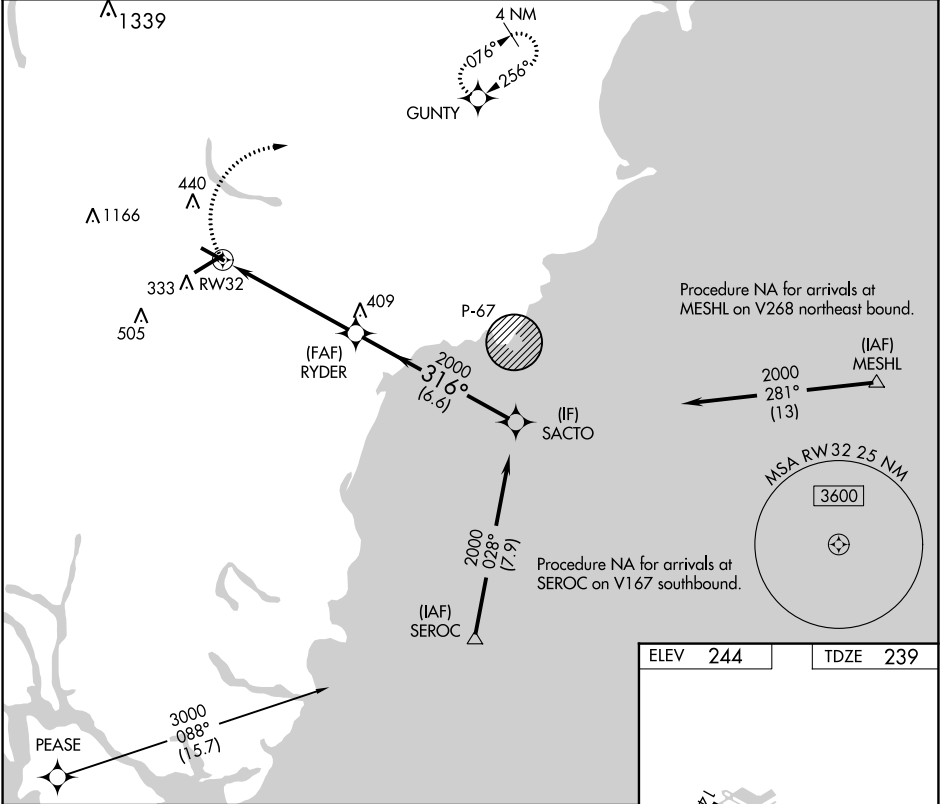 1339
4 NM
076°
256°
GUNTY
440
1166
333
RW32
505
409
(FAF)
RYDER
P-67
2000
316°
(6.6)
(IF)
SACTO
Procedure NA for arrivals at
MESHL on V268 northeast bound.
(IAF)
MESHL
2000
281°
(13)
MSA RW32 25 NM
3600
2000
028°
(7.9)
Procedure NA for arrivals at
SEROC on V167 southbound.
(IAF)
SEROC
3000
088°
(15.7)
PEASE
ELEV 244
TDZE 239
14